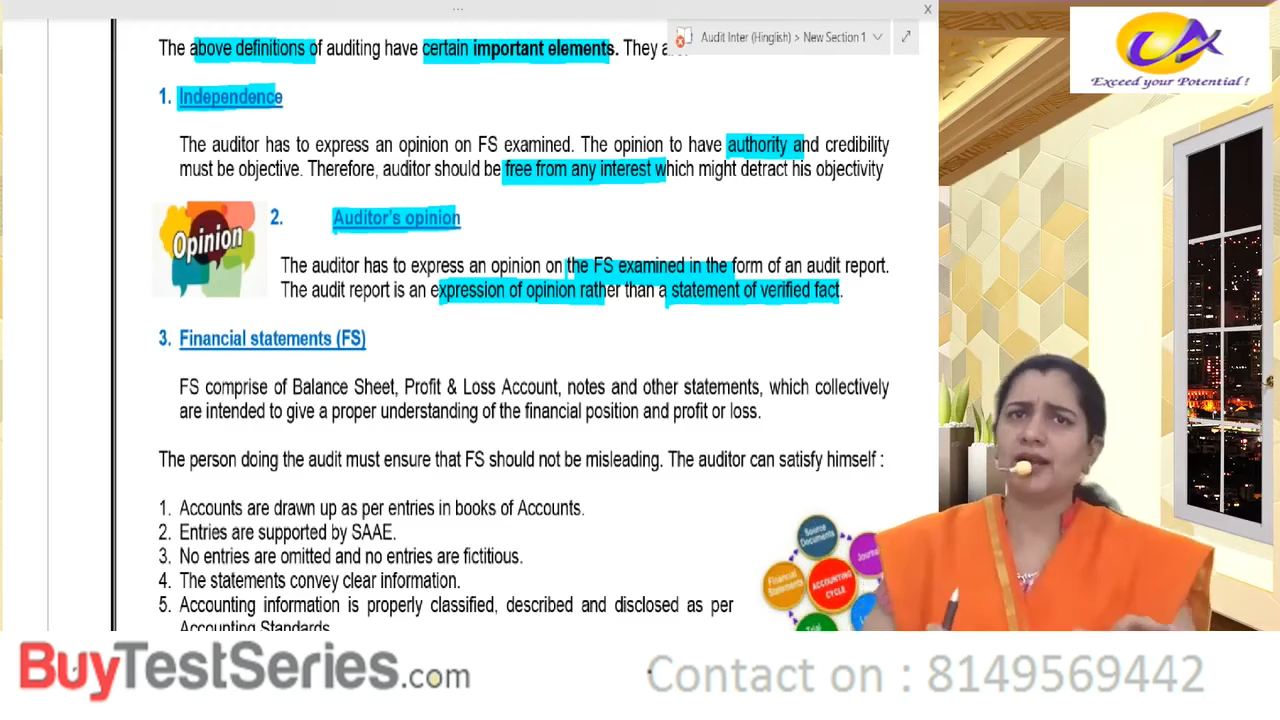 The above definitions of auditing have certain important elements. They a
Audit Inter (Hinglish) > New Section 1
Exceed your Potential !
1. Independence
The auditor has to express an opinion on FS examined. The opinion to have authority and credibility
must be objective. Therefore, auditor should be free from any interest which might detract his objectivity
Opinion
2. Auditor's opinion
The auditor has to express an opinion on the FS examined in the form of an audit report.
The audit report is an expression of opinion rather than a statement of verified fact.
3. Financial statements (FS)
FS comprise of Balance Sheet, Profit & Loss Account, notes and other statements, which collectively
are intended to give a proper understanding of the financial position and profit or loss.
The person doing the audit must ensure that FS should not be misleading. The auditor can satisfy himself :
1. Accounts are drawn up as per entries in books of Accounts.
2. Entries are supported by SAAE.
3. No entries are omitted and no entries are fictitious.
4. The statements convey clear information.
5. Accounting information is properly classified, described and disclosed as per
Accounting Standards
Source
Documents
Journ
Financial
Statements
ACCOUNTING
CYCLE
Trial
BuyTestSeries.com
Contact on : 8149569442